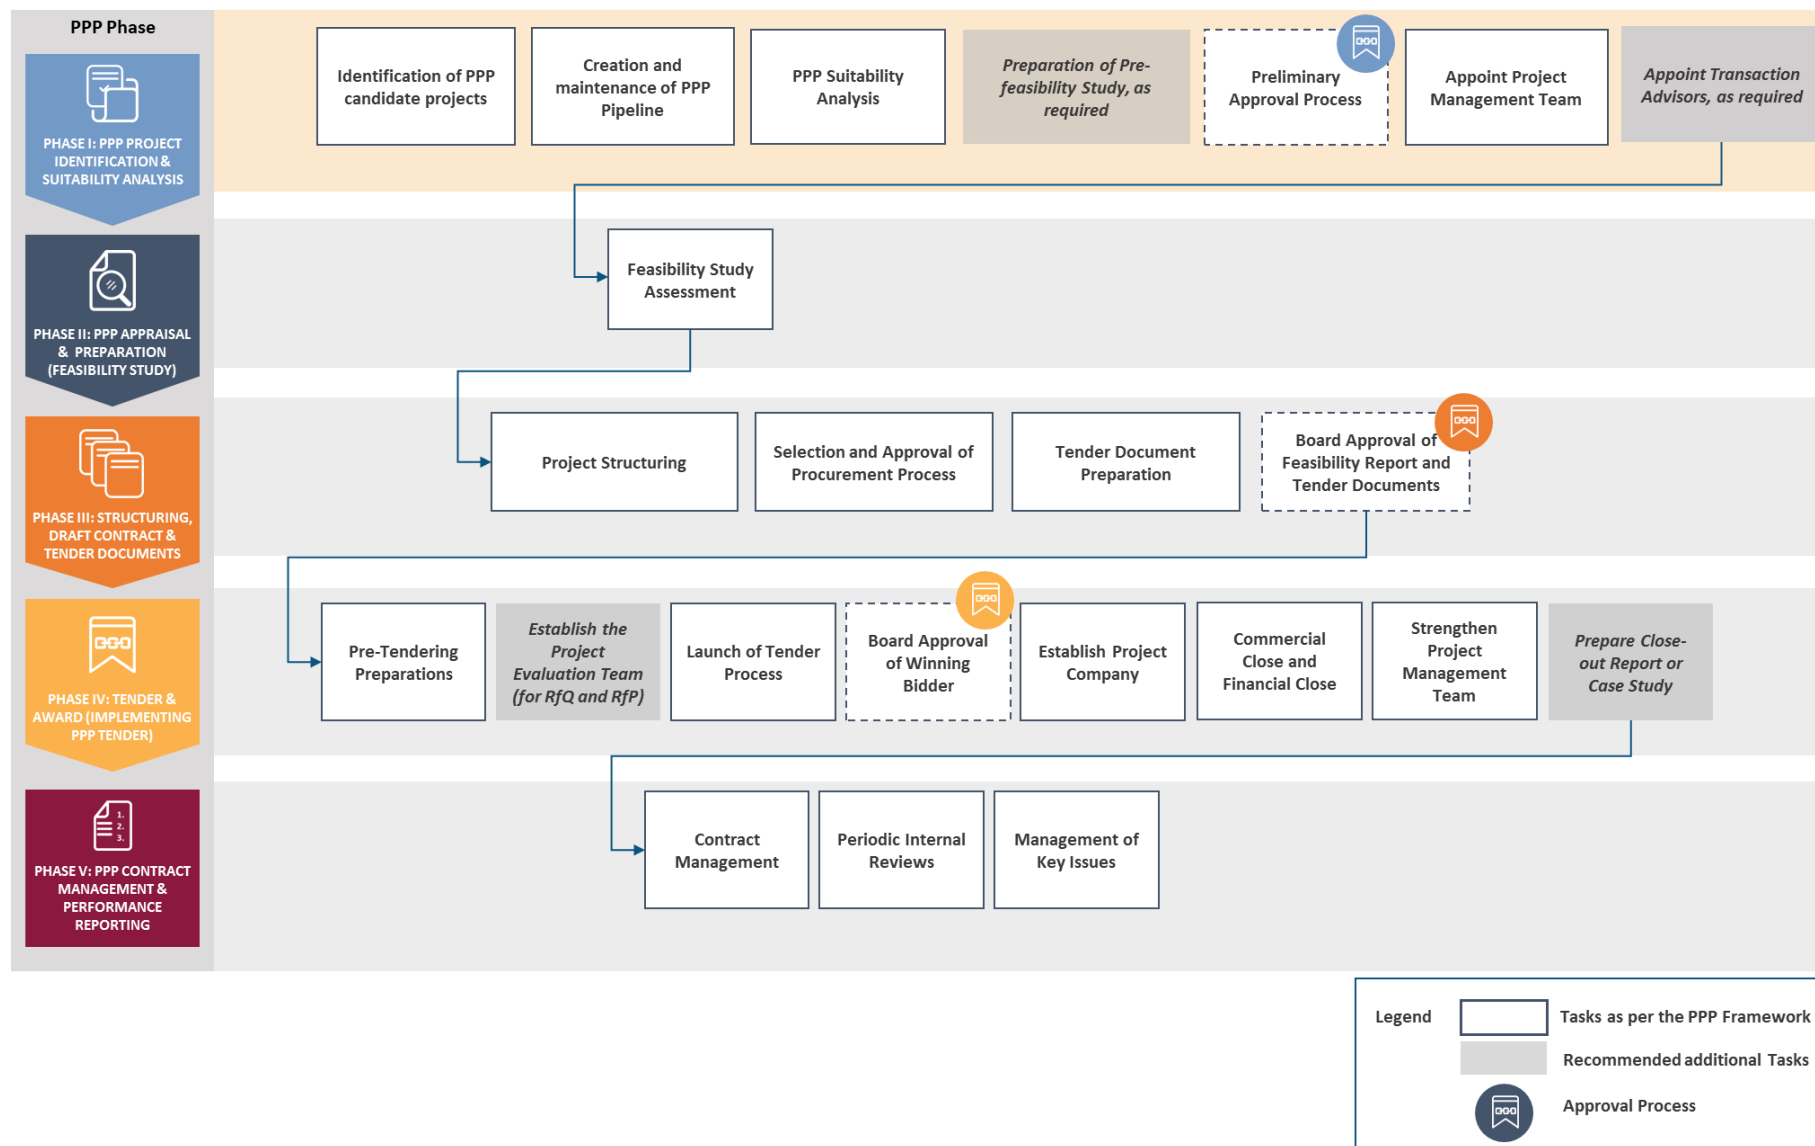 PPP Phase
PHASE I: PPP PROJECT
IDENTIFICATION &
SUITABILITY ANALYSIS
Identification of PPP
candidate projects
Creation and
maintenance of PPP
Pipeline
PPP Suitability
Analysis
Preparation of Pre-
feasibility Study, as
required
Preliminary
Approval Process
Appoint Project
Management Team
Appoint Transaction
Advisors, as required
PHASE II: PPP APPRAISAL
& PREPARATION
(FEASIBILITY STUDY)
Feasibility Study
Assessment
PHASE III: STRUCTURING,
DRAFT CONTRACT &
TENDER DOCUMENTS
Project Structuring
Selection and Approval of
Procurement Process
Tender Document
Preparation
Board Approval of
Feasibility Report and
Tender Documents
PHASE IV: TENDER &
AWARD (IMPLEMENTING
PPP TENDER)
Pre-Tendering
Preparations
Establish the
Project
Evaluation Team
(for RfQ and RfP)
Launch of Tender
Process
Board Approval
of Winning
Bidder
Establish Project
Company
Commercial
Close and
Financial Close
Strengthen
Project
Management
Team
Prepare Close-
out Report or
Case Study
1.
2.
3.
PHASE V: PPP CONTRACT
MANAGEMENT &
PERFORMANCE
REPORTING
Contract
Management
Periodic Internal
Reviews
Management of
Key Issues
Legend
Tasks as per the PPP Framework
Recommended additional Tasks
Approval Process